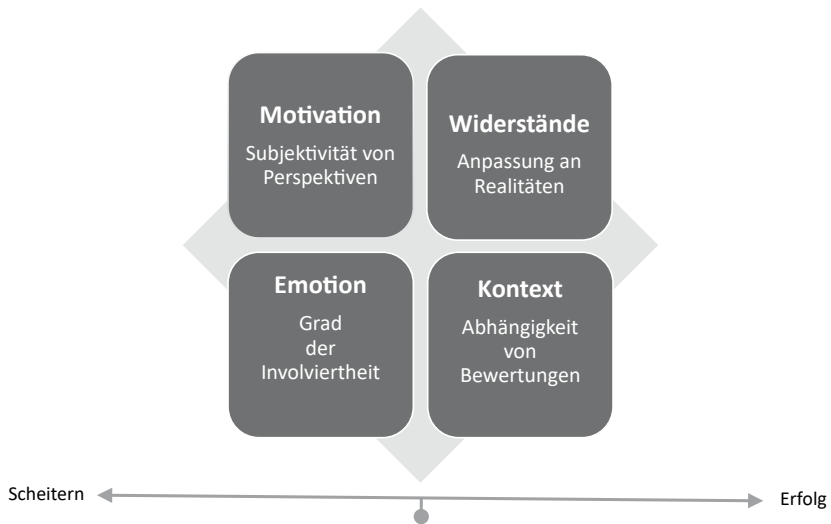 Motivation
Subjektivität von
Perspektiven
Widerstände
Anpassung an
Realitäten
Emotion
Grad
der
Involviertheit
Kontext
Abhängigkeit
von
Bewertungen
Scheitern
Erfolg